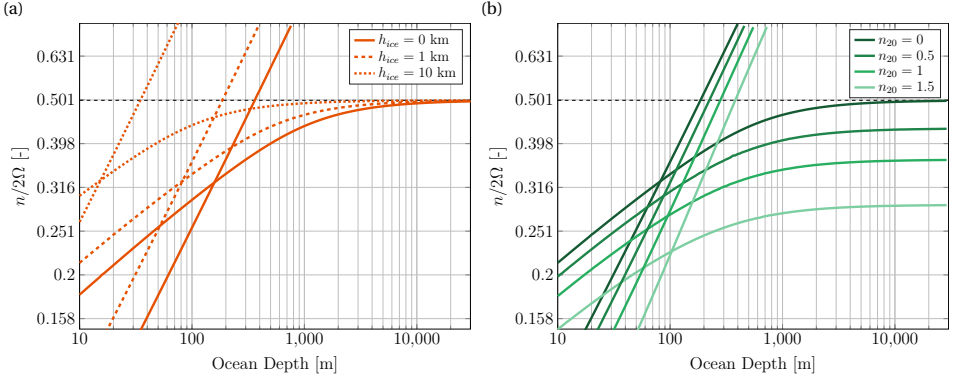 (a)
(b)
h_ice = 0 km
h_ice = 1 km
h_ice = 10 km
n_20 = 0
n_20 = 0.5
n_20 = 1
n_20 = 1.5
0.631
0.501
0.398
0.316
0.251
0.2
0.158
n/2Ω [-]
10
100
1,000
10,000
Ocean Depth [m]
0.631
0.501
0.398
0.316
0.251
0.2
0.158
n/2Ω [-]
10
100
1,000
10,000
Ocean Depth [m]